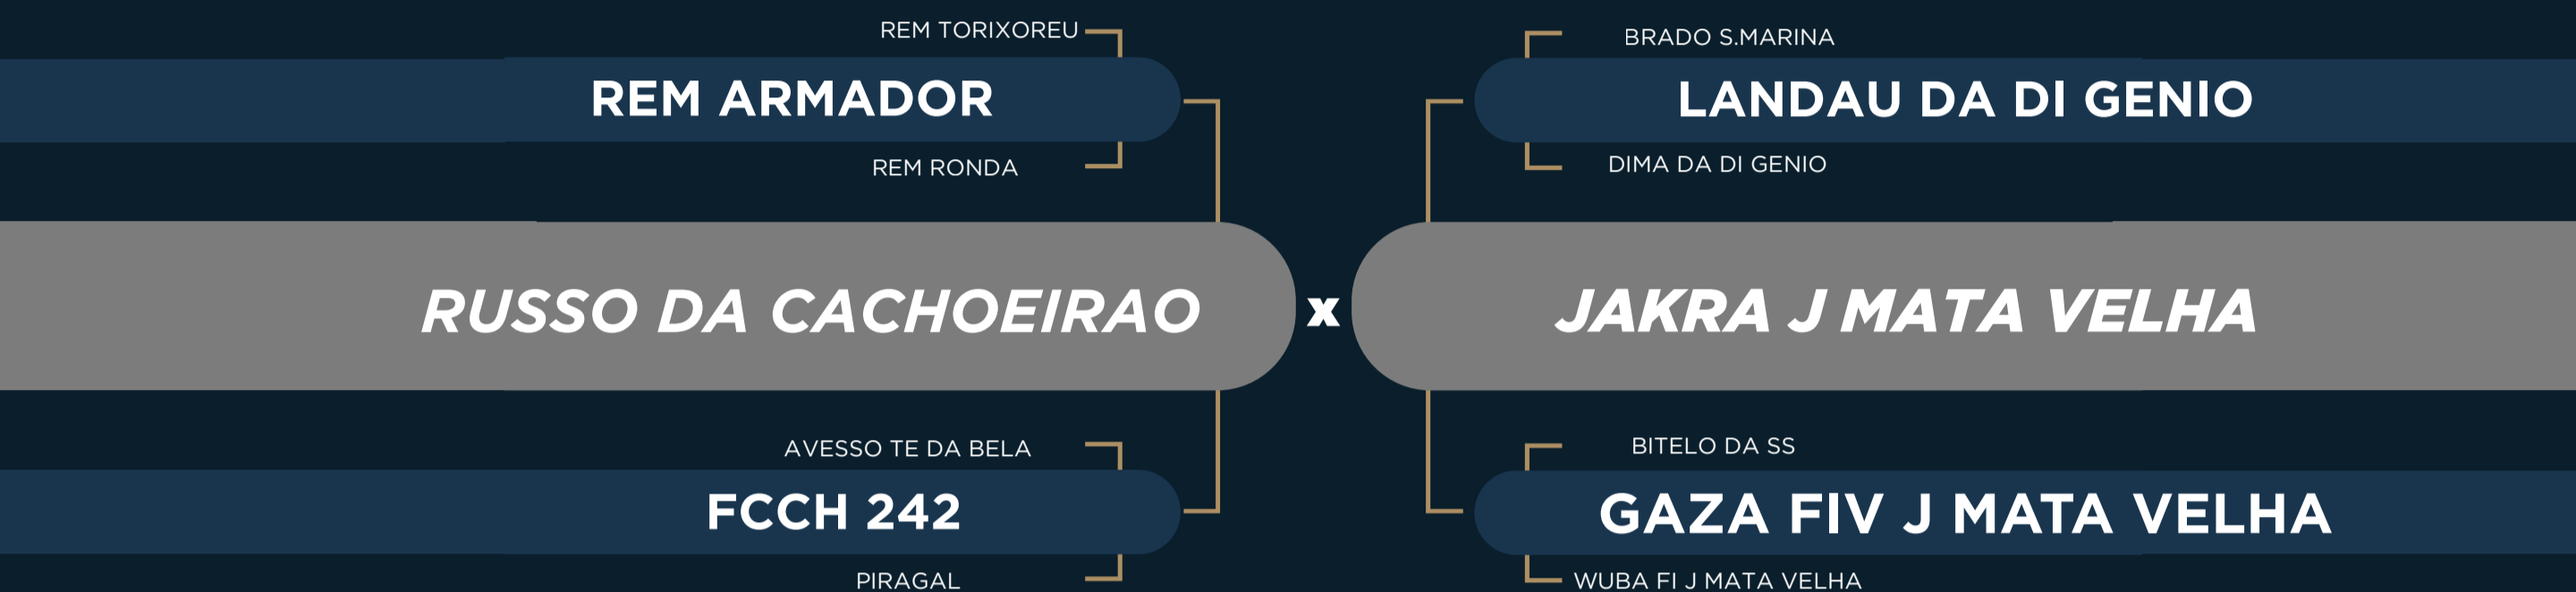 REM TORIXOREU
REM ARMADOR
REM RONDA
RUSSO DA CACHOEIRAO
AVESSO TE DA BELA
FCCH 242
PIRAGAL
x
BRADO S.MARINA
LANDAU DA DI GENIO
DIMA DA DI GENIO
JAKRA J MATA VELHA
BITELO DA SS
GAZA FIV J MATA VELHA
WUBA FI J MATA VELHA